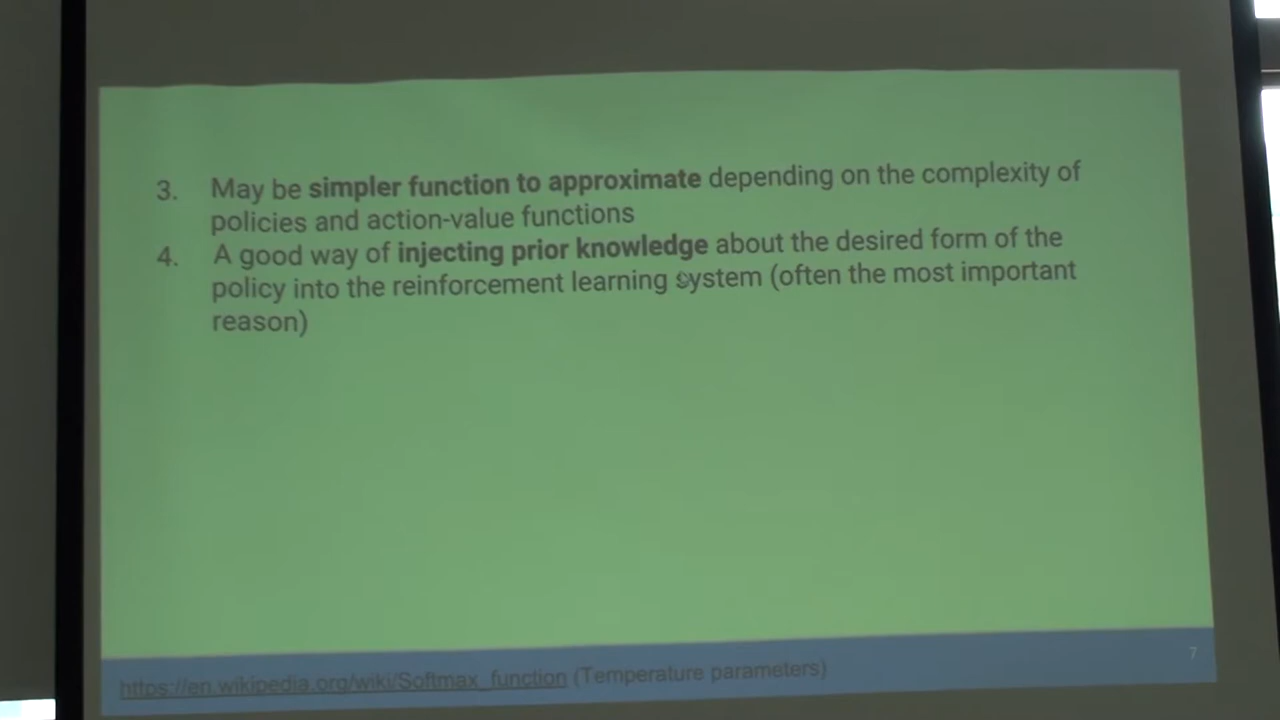 3. May be simpler function to approximate depending on the complexity of
policies and action-value functions
4. A good way of injecting prior knowledge about the desired form of the
policy into the reinforcement learning system (often the most important
reason)
7
https://en.wikipedia.org/wiki/Softmax_function (Temperature parameters)